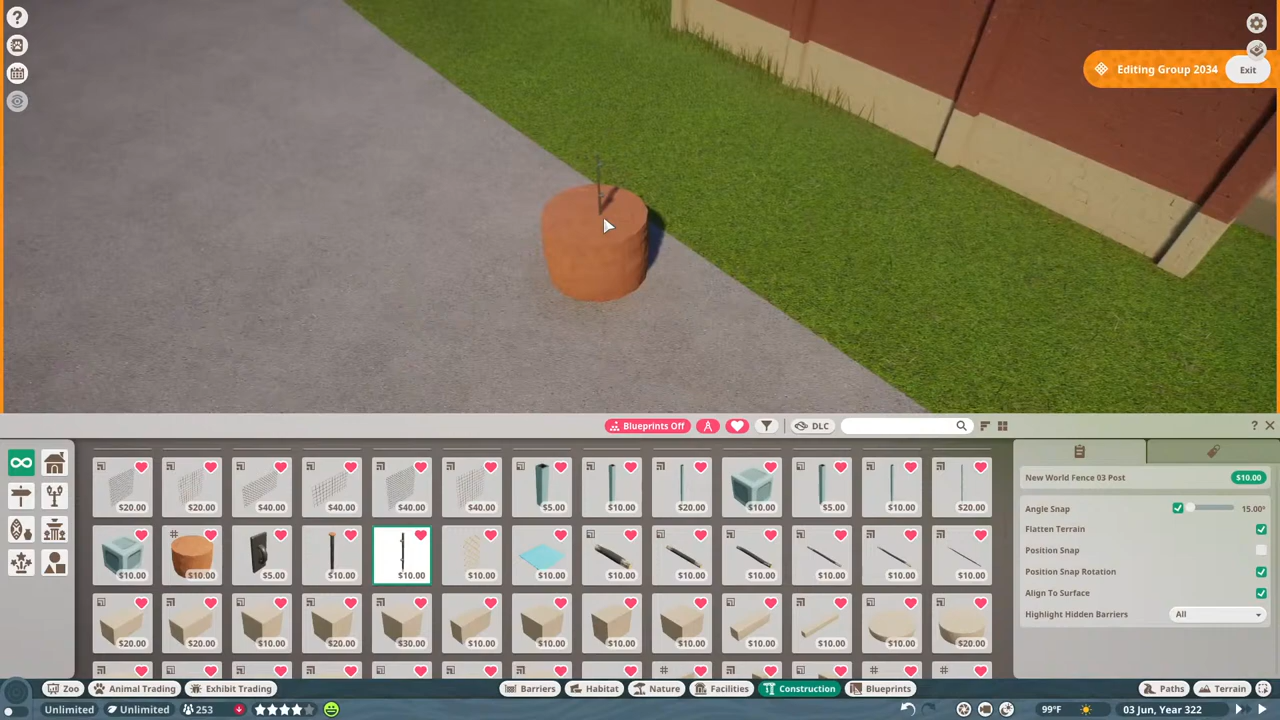 Editing Group 2034
Exit
Blueprints Off
DLC
$20.00 $20.00 $40.00 $40.00 $40.00 $40.00 $5.00 $10.00 $20.00 $10.00 $5.00 $10.00 $20.00
$10.00 $10.00 $5.00 $10.00 $10.00 $10.00 $10.00 $10.00 $10.00 $10.00 $10.00 $10.00 $10.00
$20.00 $20.00 $10.00 $20.00 $30.00 $10.00 $10.00 $10.00 $10.00 $10.00 $10.00 $10.00 $20.00
New World Fence 03 Post $10.00
Angle Snap 15.00°
Flatten Terrain
Position Snap
Position Snap Rotation
Align To Surface
Highlight Hidden Barriers All
Zoo Animal Trading Exhibit Trading Barriers Habitat Nature Facilities Construction Blueprints Paths Terrain
Unlimited Unlimited 253 99°F 03 Jun, Year 322